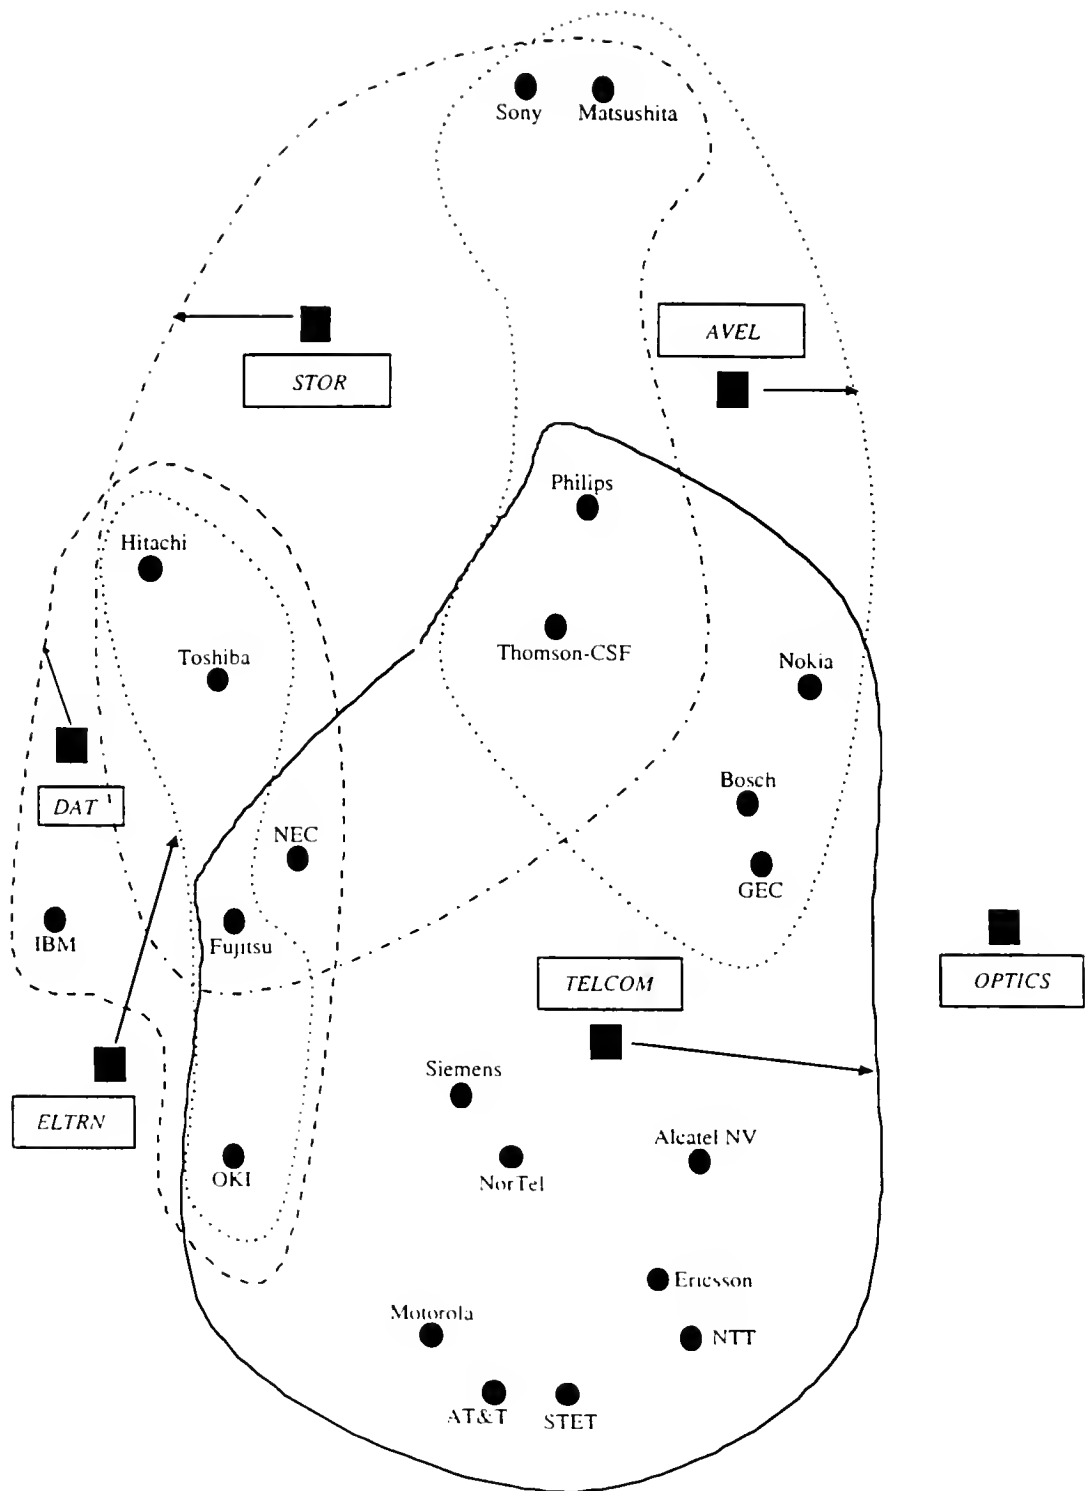 Sony Matsushita
AVEL
STOR
Philips
Hitachi
Thomson-CSF
Toshiba
Nokia
Bosch
DAT
NEC
GEC
IBM
Fujitsu
TELCOM
OPTICS
Siemens
ELTRN
Alcatel NV
OKI
NorTel
Ericsson
Motorola
NTT
AT&T
STET